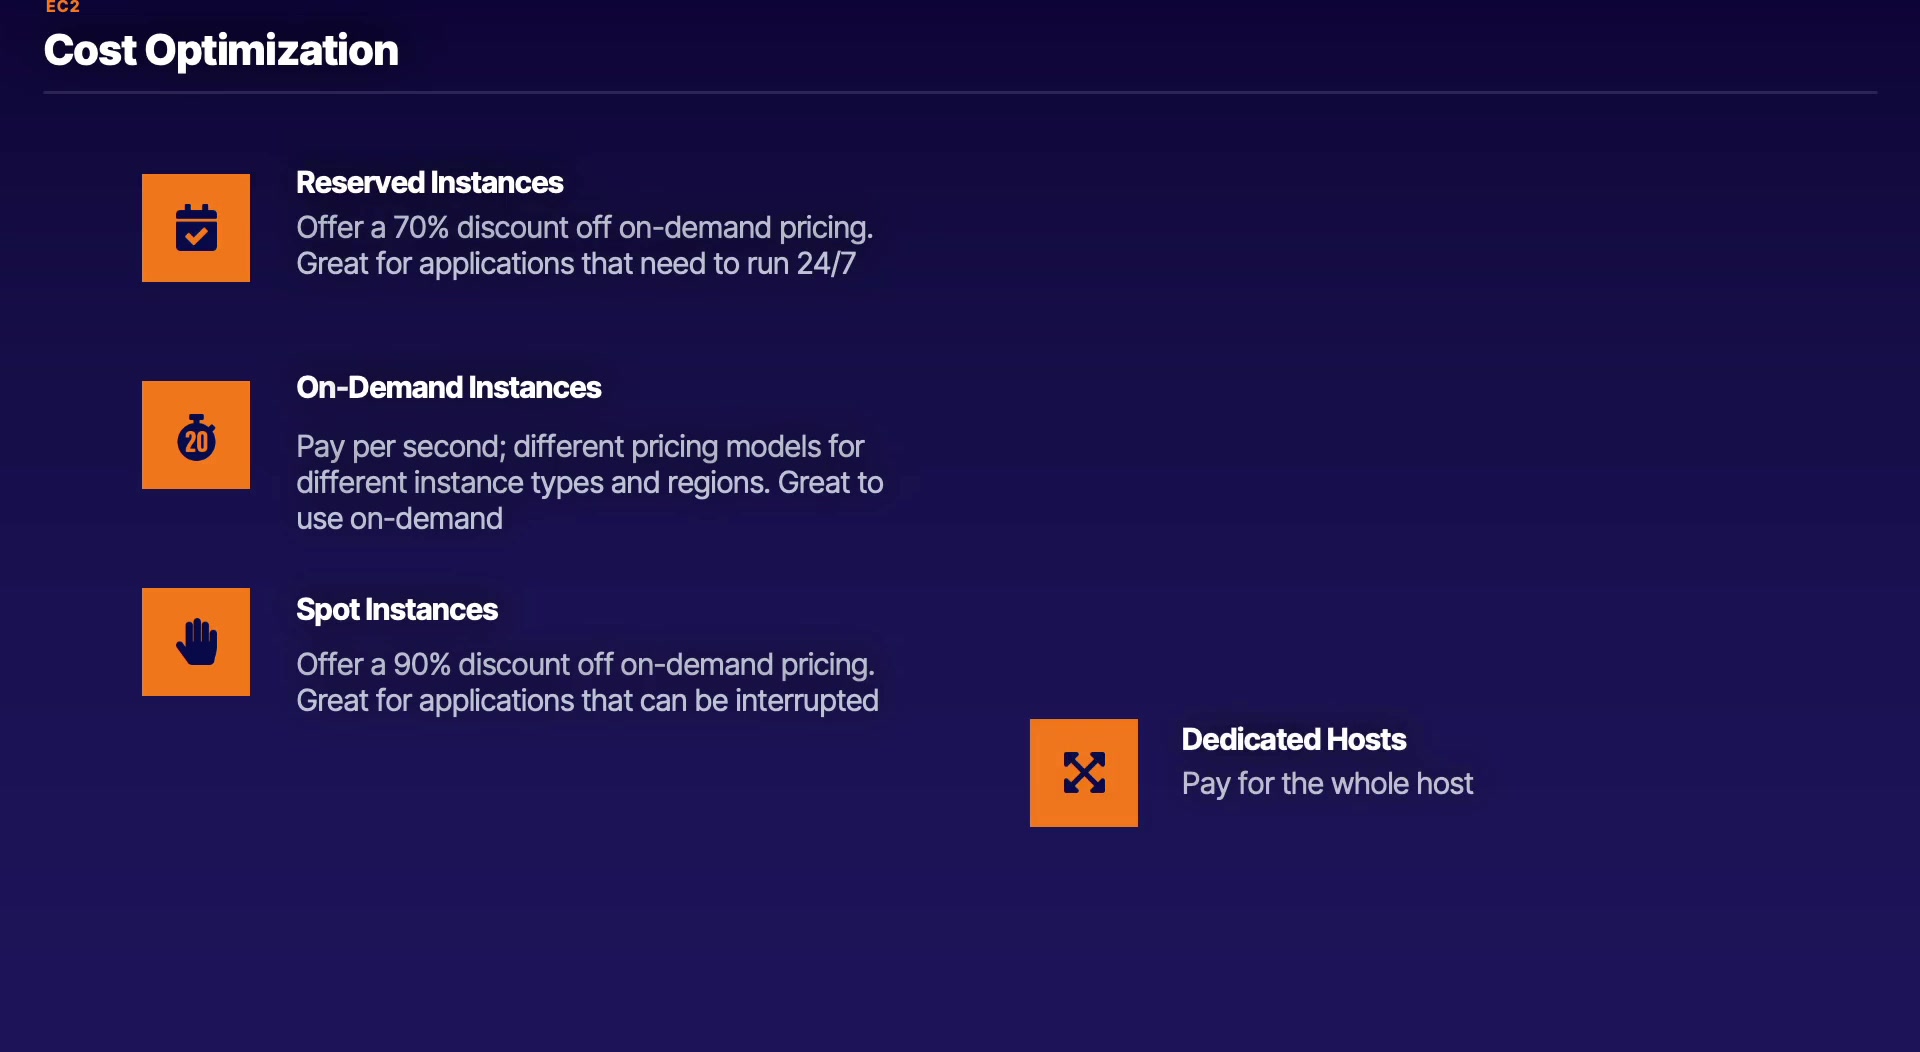 EC2
Cost Optimization
Reserved Instances
Offer a 70% discount off on-demand pricing.
Great for applications that need to run 24/7
On-Demand Instances
20
Pay per second; different pricing models for
different instance types and regions. Great to
use on-demand
Spot Instances
Offer a 90% discount off on-demand pricing.
Great for applications that can be interrupted
Dedicated Hosts
Pay for the whole host